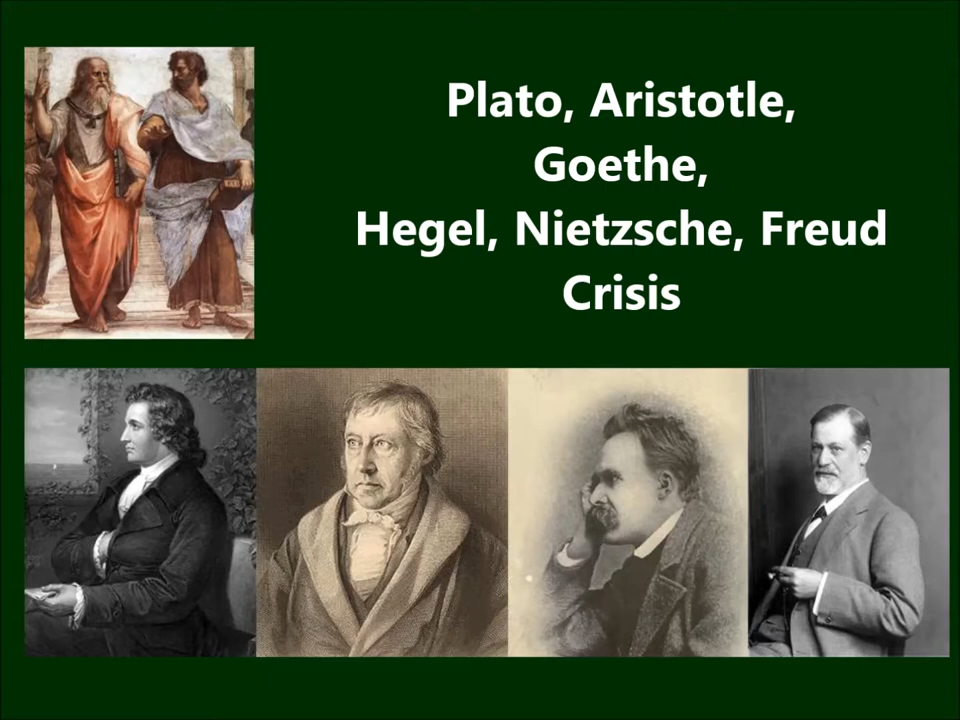 Plato, Aristotle,
Goethe,
Hegel, Nietzsche, Freud
Crisis